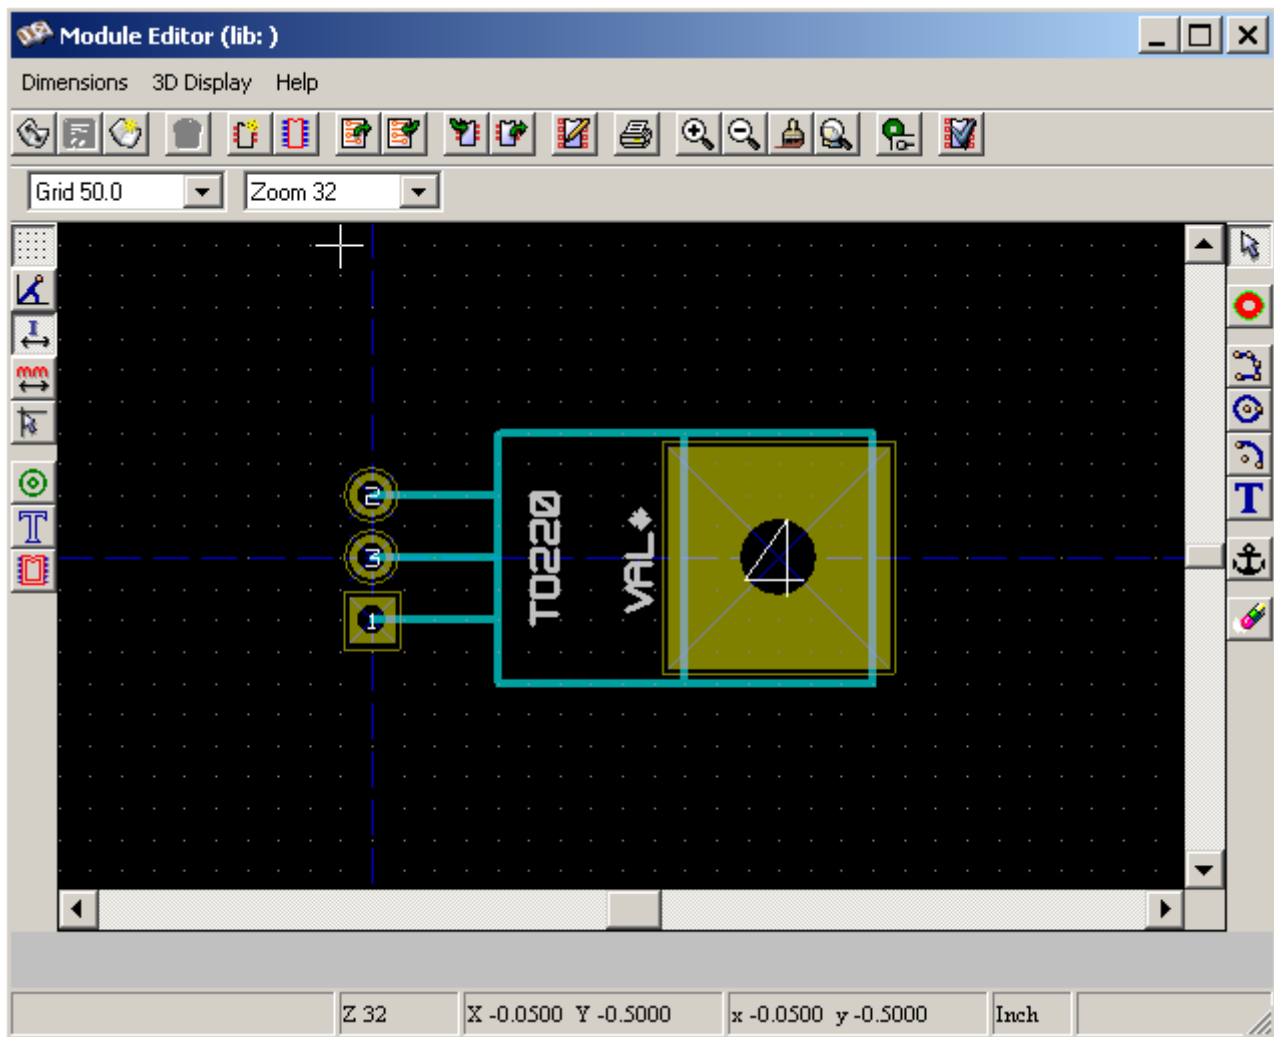 Module Editor (lib: )
Dimensions 3D Display Help
Grid 50.0 Zoom 32
I
mm
T
T
2
3
1
TO220
VAL*
4
Z 32 X -0.0500 Y -0.5000 x -0.0500 y -0.5000 Inch